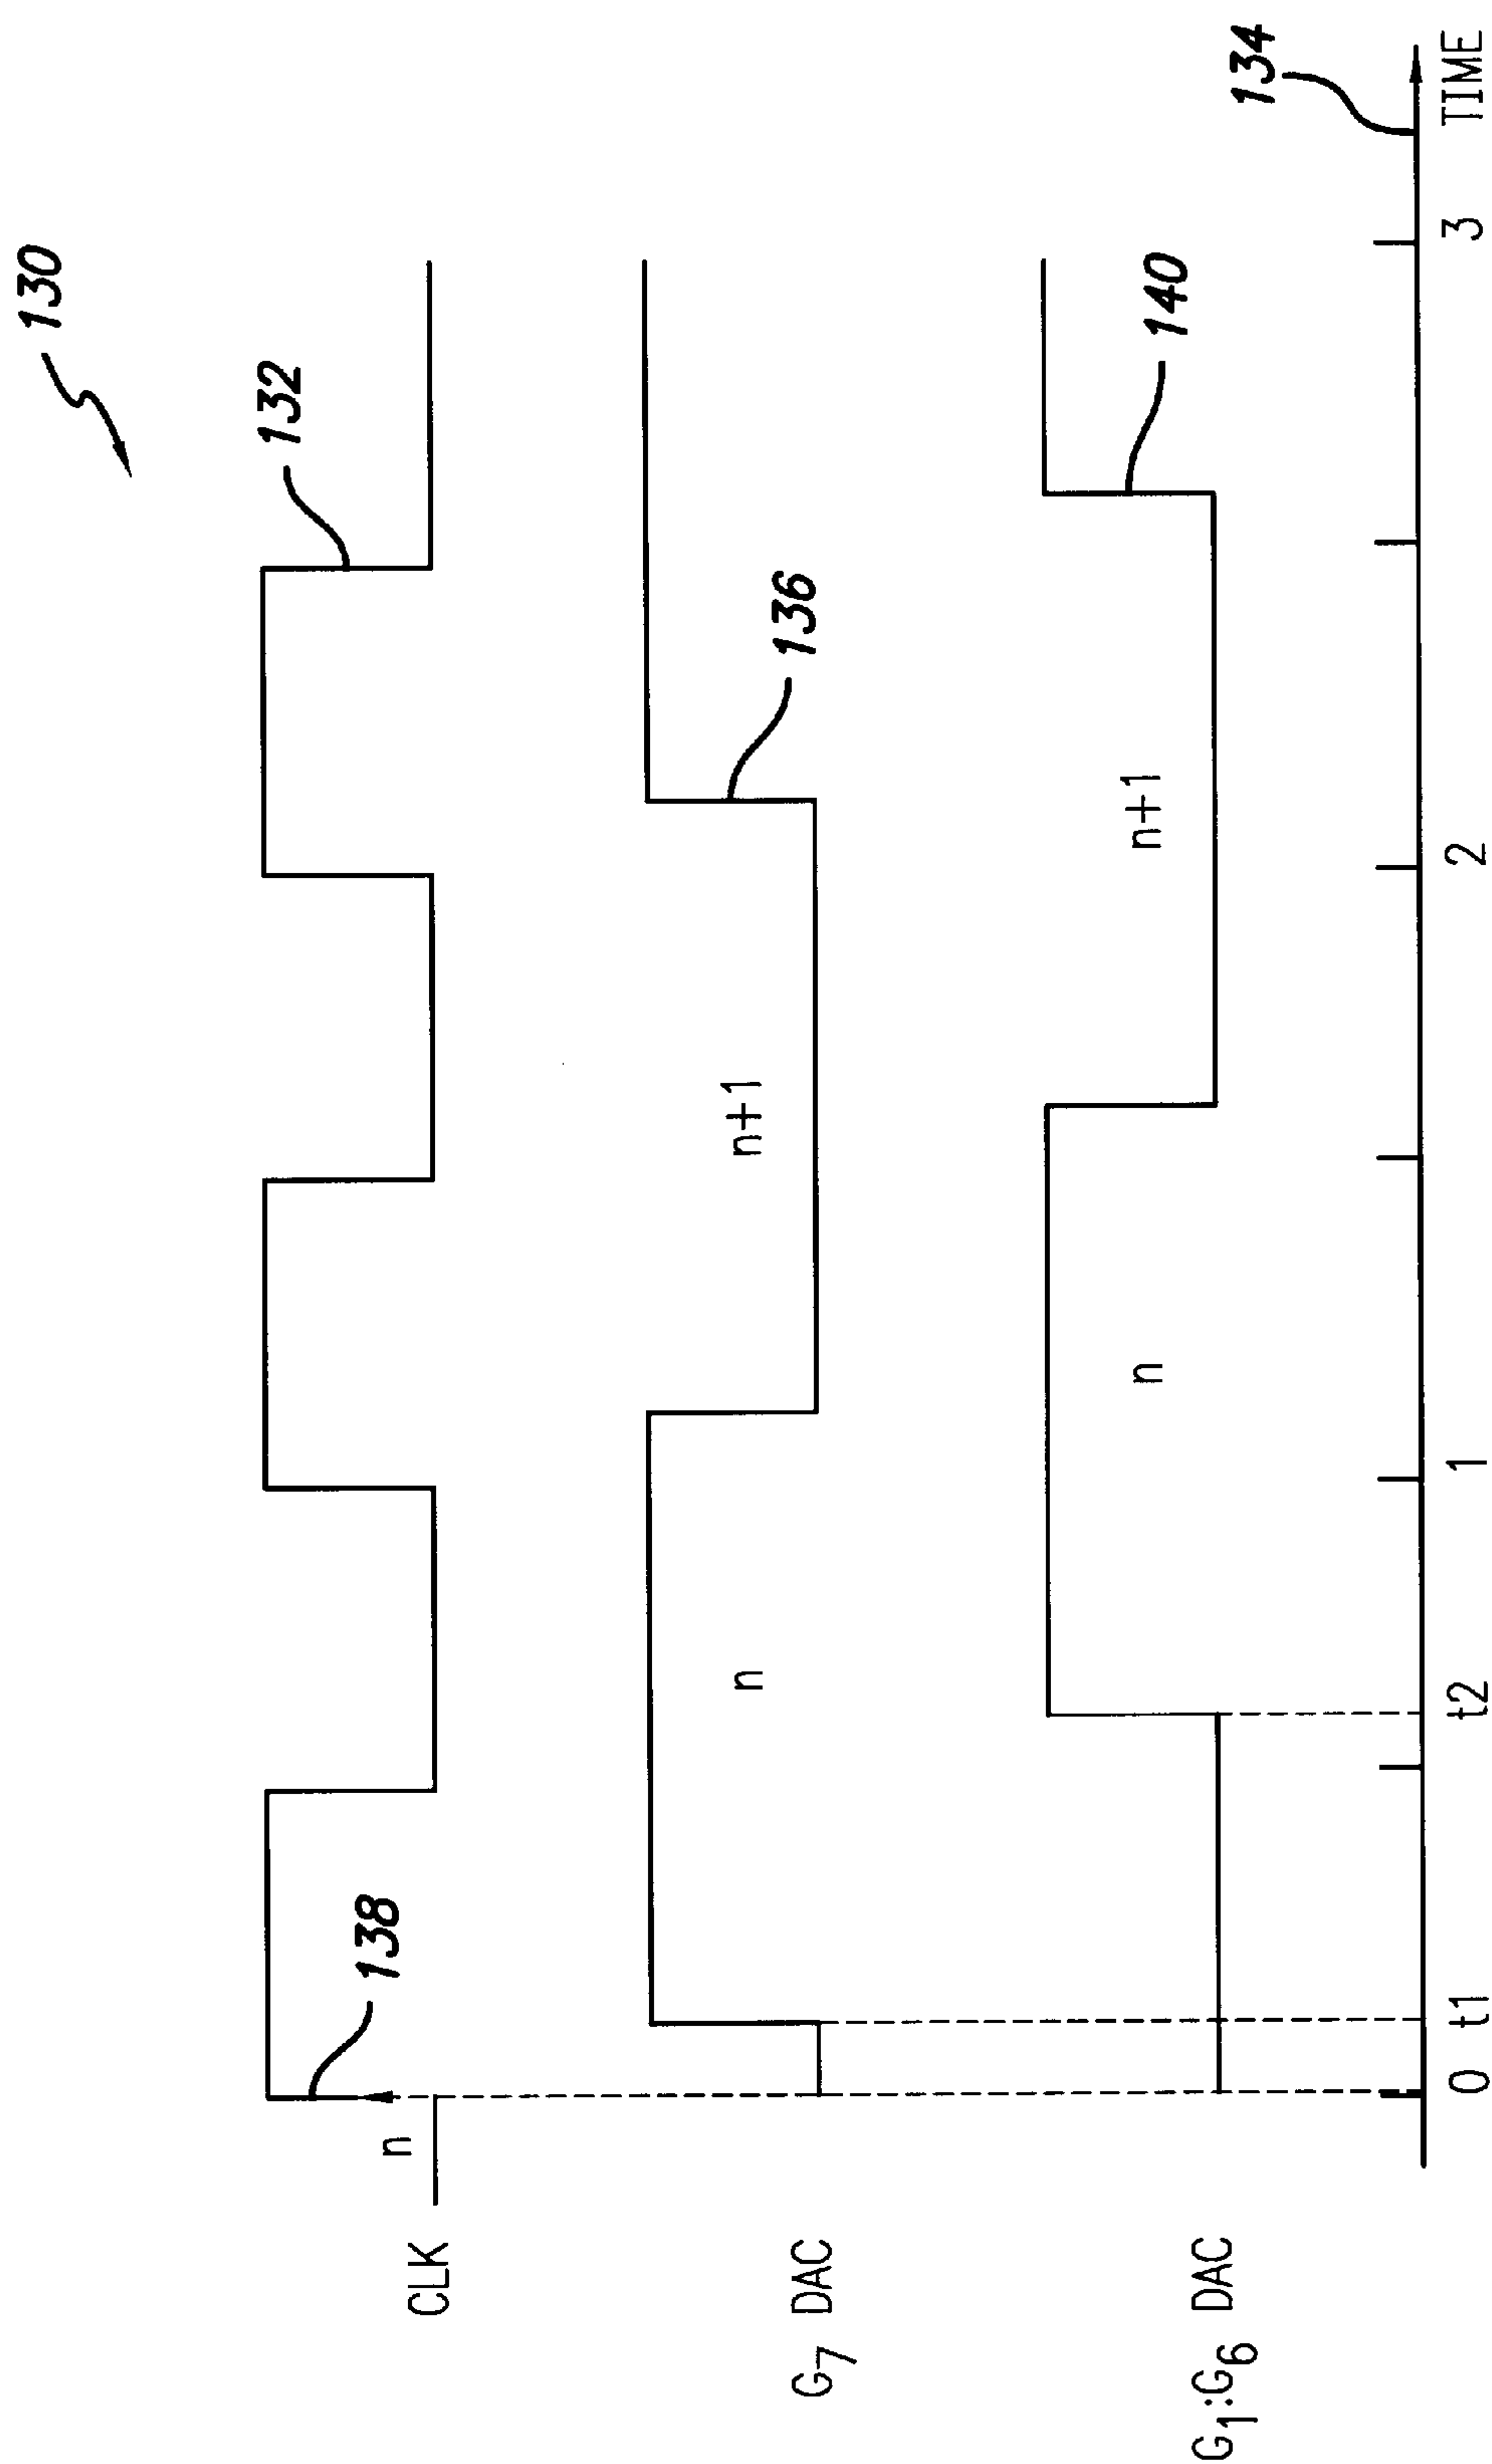 130
132
138
n
CLK
136
n
n+1
G7 DAC
140
n
n+1
G1:G6 DAC
134
0 t1 t2 1 2 3 TIME